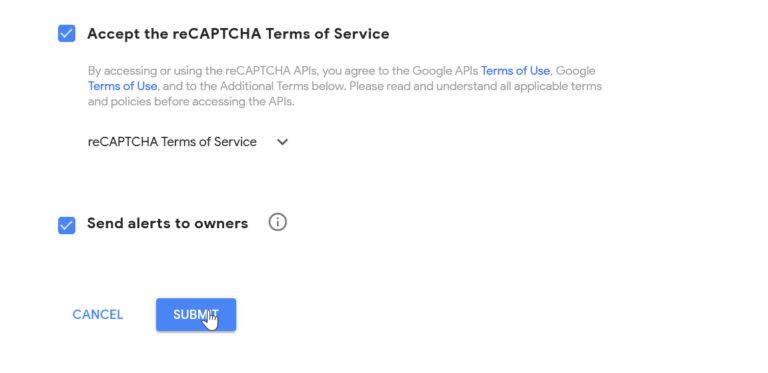 Accept the reCAPTCHA Terms of Service
By accessing or using the reCAPTCHA APIs, you agree to the Google APIs Terms of Use, Google
Terms of Use, and to the Additional Terms below. Please read and understand all applicable terms
and policies before accessing the APIs.
reCAPTCHA Terms of Service
Send alerts to owners
CANCEL SUBMIT